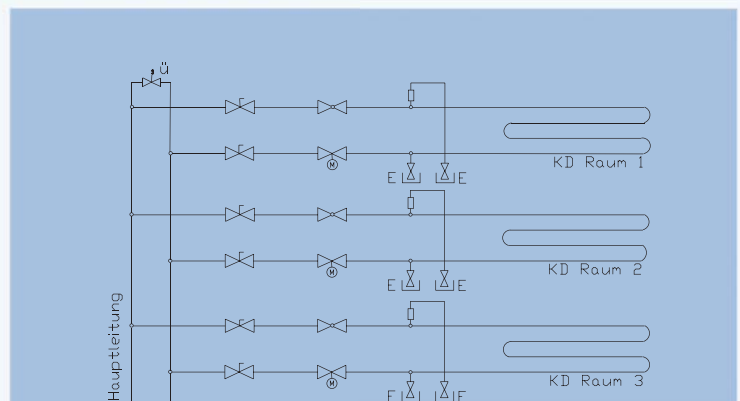 ü
KD Raum 1
M
E E
KD Raum 2
M
E E
Hauptleitung
KD Raum 3
M
E E